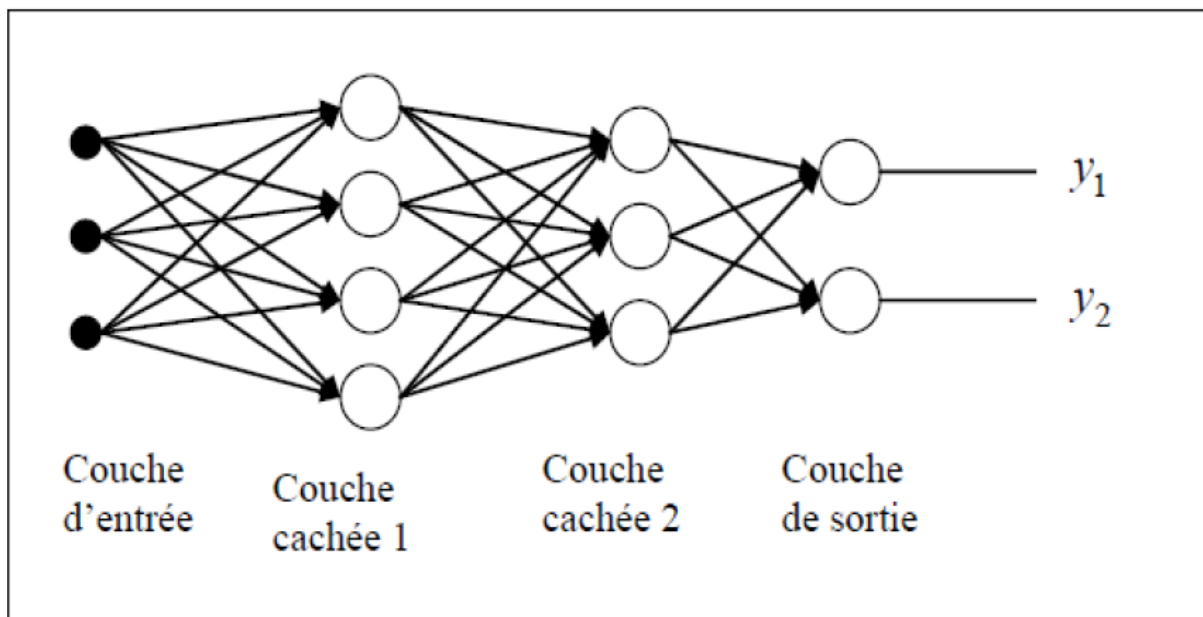 y1
y2
Couche
d'entrée
Couche
cachée 1
Couche
cachée 2
Couche
de sortie